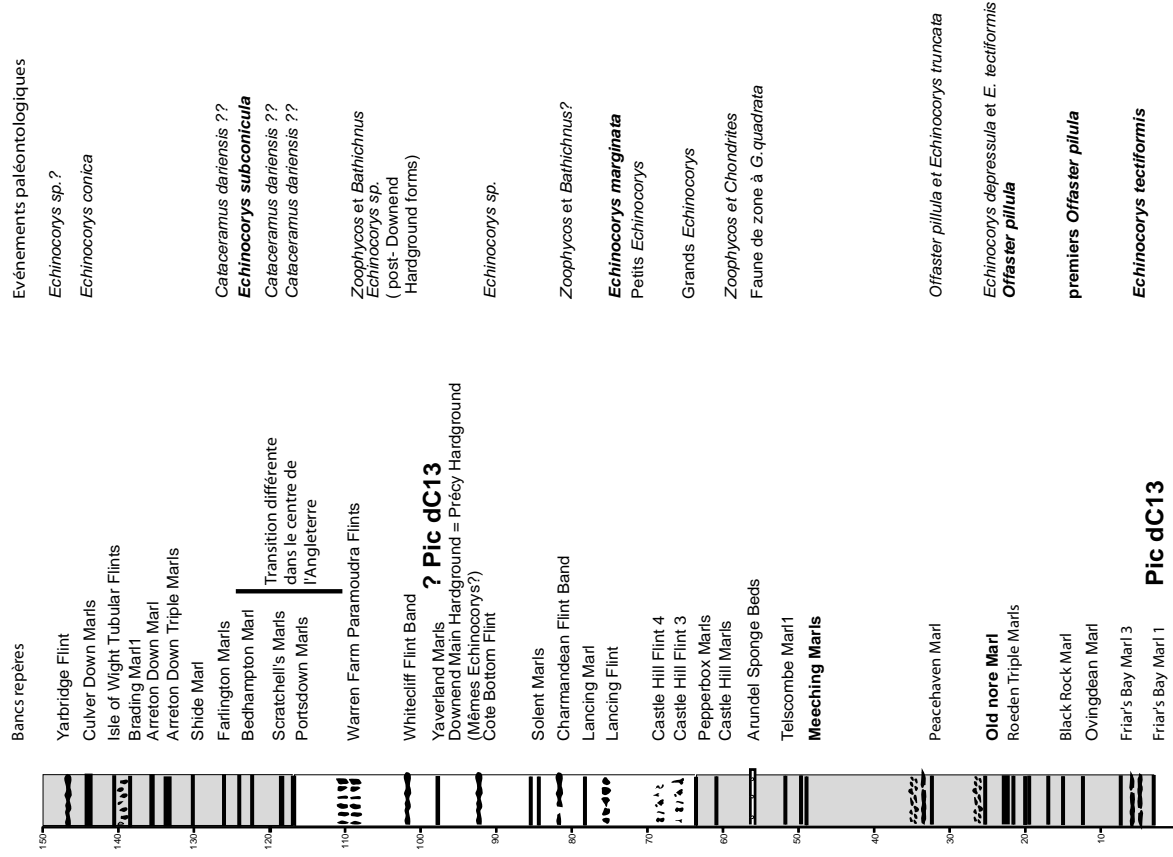 Bancs repères
Yarbridge Flint
Culver Down Marls
Isle of Wight Tubular Flints
Brading Marl1
Arreton Down Marl
Arreton Down Triple Marls
Shide Marl
Farlington Marls
Bedhampton Marl
Scratchell's Marls
Portsdown Marls
Transition différente
dans le centre de
l'Angleterre
Warren Farm Paramoudra Flints
Whitecliff Flint Band
? Pic dC13
Yaverland Marls
Downend Main Hardground = Précy Hardground
(Mêmes Echinocorys?)
Cote Bottom Flint
Solent Marls
Charmandean Flint Band
Lancing Marl
Lancing Flint
Castle Hill Flint 4
Castle Hill Flint 3
Pepperbox Marls
Castle Hill Marls
Arundel Sponge Beds
Telscombe Marl1
Meeching Marls
Peacehaven Marl
Old nore Marl
Roeden Triple Marls
Black Rock Marl
Ovingdean Marl
Friar's Bay Marl 3
Friar's Bay Marl 1
Pic dC13
Evénements paléontologiques
Echinocorys sp.?
Echinocorys conica
Cataceramus dariensis ??
Echinocorys subconicula
Cataceramus dariensis ??
Cataceramus dariensis ??
Zoophycos et Bathichnus
Echinocorys sp.
( post- Downend
Hardground forms)
Echinocorys sp.
Zoophycos et Bathichnus?
Echinocorys marginata
Petits Echinocorys
Grands Echinocorys
Zoophycos et Chondrites
Faune de zone à G.quadrata
Offaster pillula et Echinocorys truncata
Echinocorys depressula et E. tectiformis
Offaster pillula
premiers Offaster pilula
Echinocorys tectiformis
150
140
130
120
110
100
90
80
70
60
50
40
30
20
10